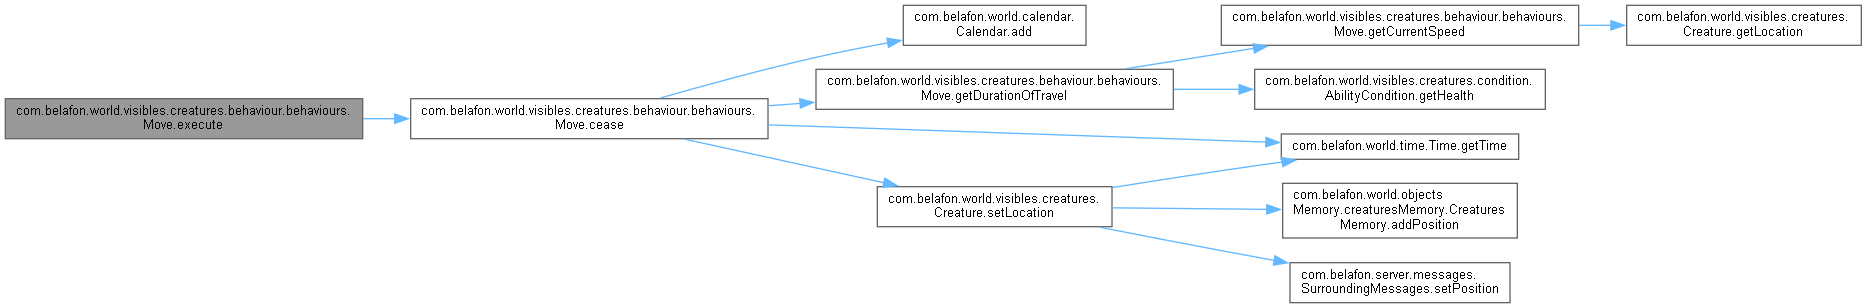 com.belafon.world.visibles.creatures.behaviour.behaviours.
Move.execute
com.belafon.world.visibles.creatures.behaviour.behaviours.
Move.cease
com.belafon.world.calendar.
Calendar.add
com.belafon.world.visibles.creatures.behaviour.behaviours.
Move.getDurationOfTravel
com.belafon.world.visibles.creatures.behaviour.behaviours.
Move.getCurrentSpeed
com.belafon.world.visibles.creatures.
Creature.getLocation
com.belafon.world.visibles.creatures.condition.
AbilityCondition.getHealth
com.belafon.world.time.Time.getTime
com.belafon.world.visibles.creatures.
Creature.setLocation
com.belafon.world.objects
Memory.creaturesMemory.Creatures
Memory.addPosition
com.belafon.server.messages.
SurroundingMessages.setPosition